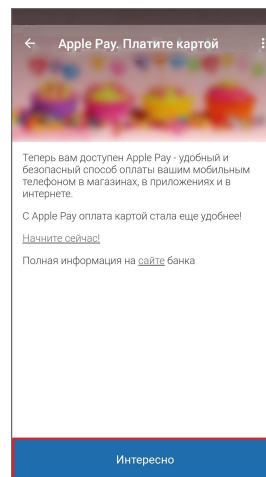 Apple Pay. Платите картой
Теперь вам доступен Apple Pay - удобный и
безопасный способ оплаты вашим мобильным
телефоном в магазинах, в приложениях и в
интернете.
С Apple Pay оплата картой стала еще удобнее!
Начните сейчас!
Полная информация на сайте банка
Интересно